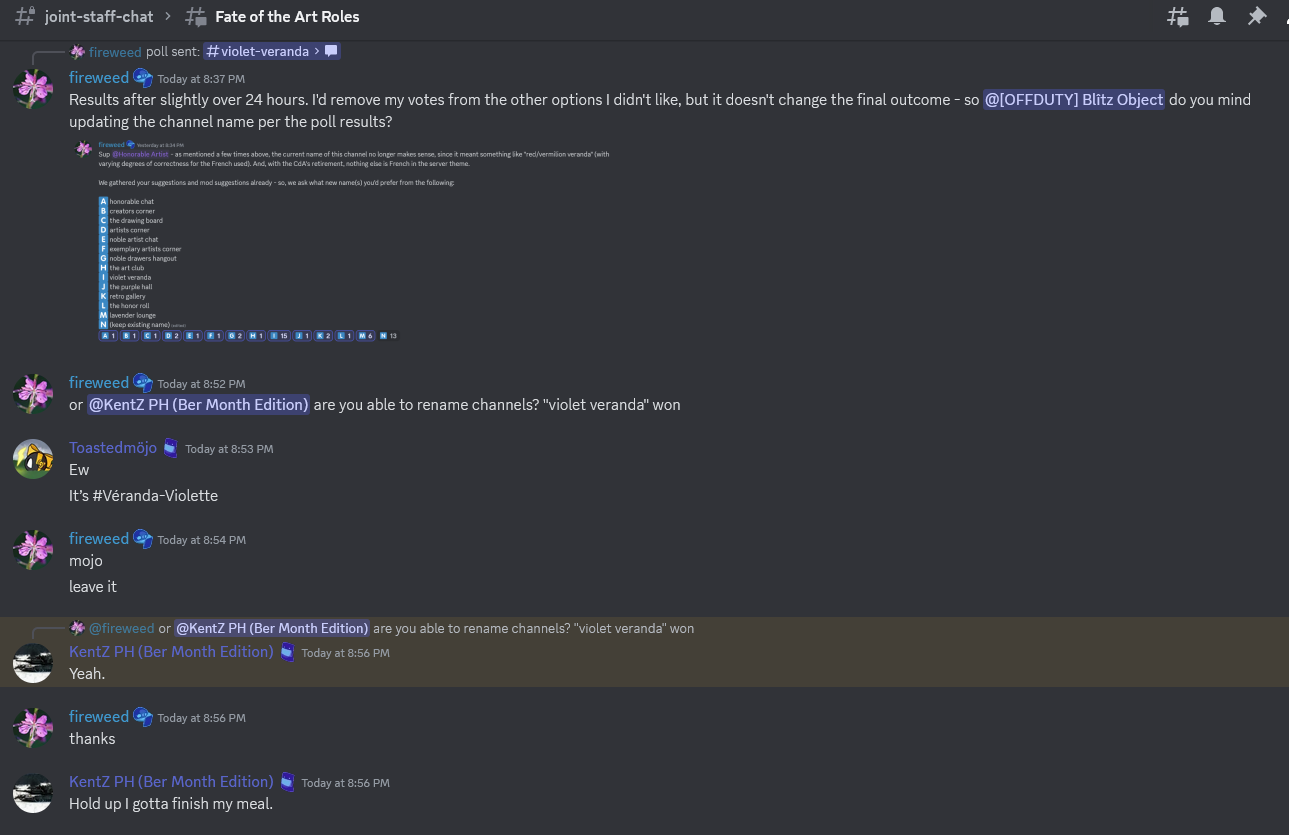 joint-staff-chat › Fate of the Art Roles
fireweed poll sent: #violet-veranda ›
fireweed Today at 8:37 PM
Results after slightly over 24 hours. I'd remove my votes from the other options I didn't like, but it doesn't change the final outcome - so @[OFFDUTY] Blîtz Object do you mind
updating the channel name per the poll results?
fireweed Yesterday at 8:24 PM
Sup @Honorable Artist - as mentioned a few times above, the current name of this channel no longer makes sense, since it meant something like "red/vermilion veranda" (with
varying degrees of correctness for the French used). And, with the CdA's retirement, nothing else is French in the server theme.
We gathered your suggestions and mod suggestions already - so, we ask what new name(s) you'd prefer from the following:
A honorable chat
B creators corner
C the drawing board
D artists corner
E noble artist chat
F exemplary artists corner
G noble drawers hangout
H the art club
I violet veranda
J the purple hall
K retro gallery
L the honor roll
M lavender lounge
N (keep existing name) (edited)
A 1 B 1 C 1 D 2 E 1 F 1 G 2 H 1 I 15 J 1 K 2 L 1 M 6 N 13
fireweed Today at 8:52 PM
or @KentZ PH (Ber Month Edition) are you able to rename channels? "violet veranda" won
Toastedmöjo Today at 8:53 PM
Ew
It's #Véranda-Violette
fireweed Today at 8:54 PM
mojo
leave it
@fireweed or @KentZ PH (Ber Month Edition) are you able to rename channels? "violet veranda" won
KentZ PH (Ber Month Edition) Today at 8:56 PM
Yeah.
fireweed Today at 8:56 PM
thanks
KentZ PH (Ber Month Edition) Today at 8:56 PM
Hold up I gotta finish my meal.